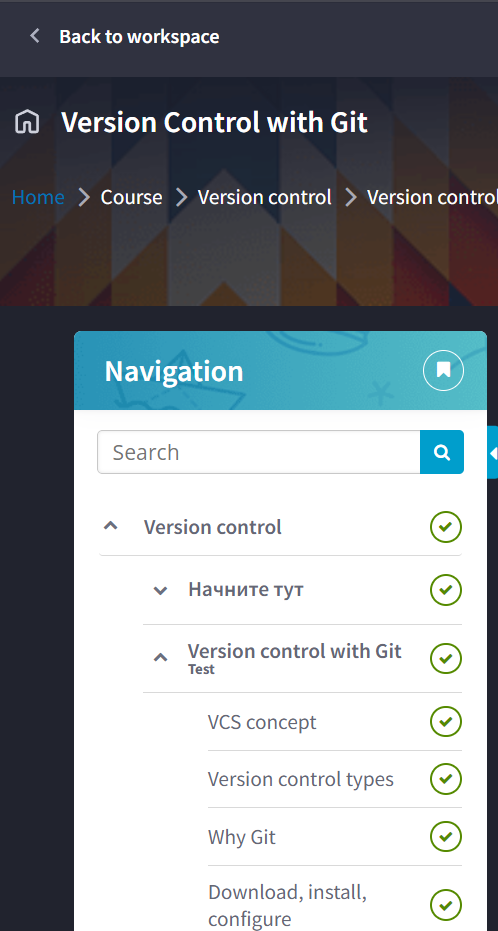 Back to workspace
Version Control with Git
Home Course Version control Version control
Navigation
Search
Version control
Начните тут
Version control with Git
Test
VCS concept
Version control types
Why Git
Download, install,
configure